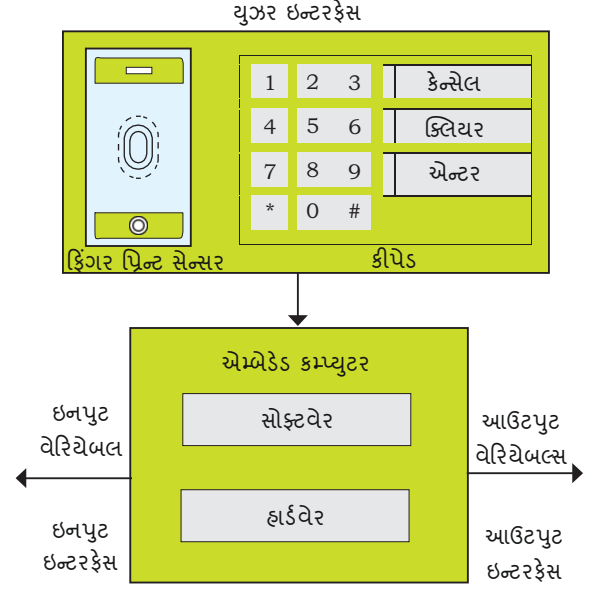 યુઝર ઇન્ટરફેસ
1 2 3 કેન્સેલ
4 5 6 ક્લિયર
7 8 9 એન્ટર
* 0 #
ફિંગર પ્રિન્ટ સેન્સર કીપેડ
એમ્બેડેડ કમ્પ્યુટર
સોફ્ટવેર
હાર્ડવેર
ઇનપુટ
વેરિયેબલ
ઇનપુટ
ઇન્ટરફેસ
આઉટપુટ
વેરિયેબલ્સ
આઉટપુટ
ઇન્ટરફેસ